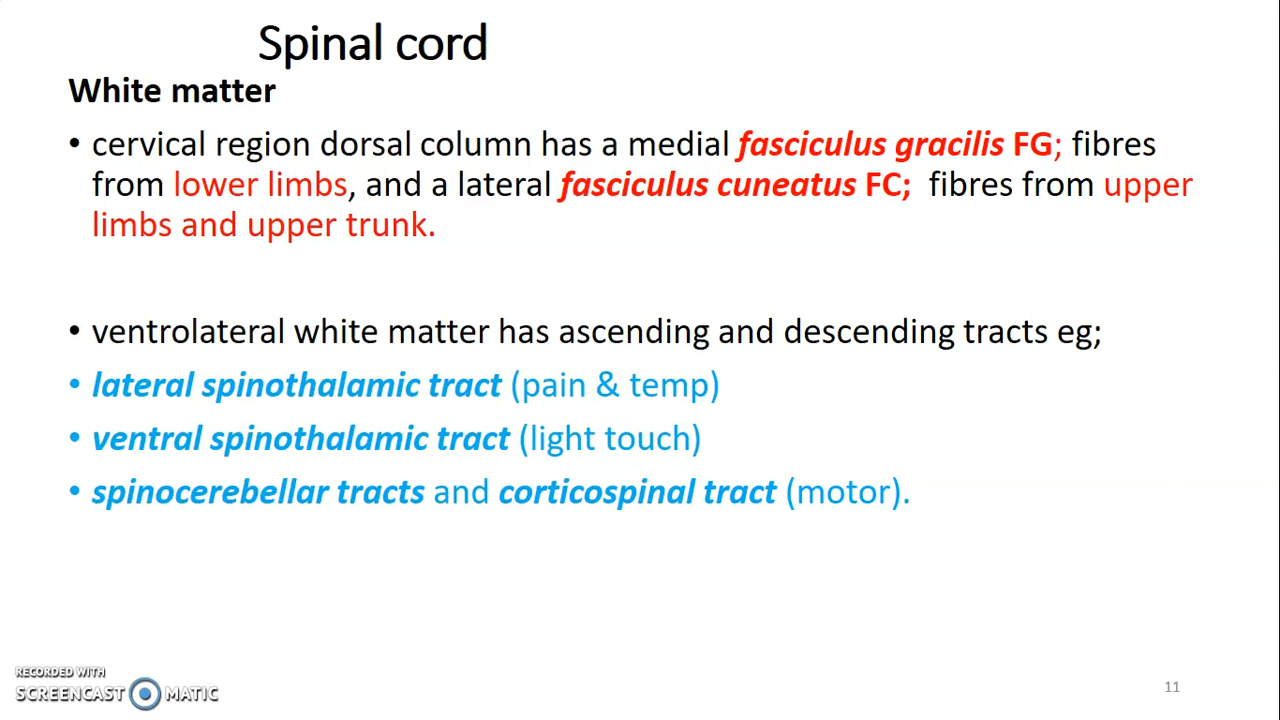 Spinal cord
White matter
• cervical region dorsal column has a medial fasciculus gracilis FG; fibres
from lower limbs, and a lateral fasciculus cuneatus FC; fibres from upper
limbs and upper trunk.
• ventrolateral white matter has ascending and descending tracts eg;
• lateral spinothalamic tract (pain & temp)
• ventral spinothalamic tract (light touch)
• spinocerebellar tracts and corticospinal tract (motor).
RECORDED WITH
SCREENCAST MATIC
11